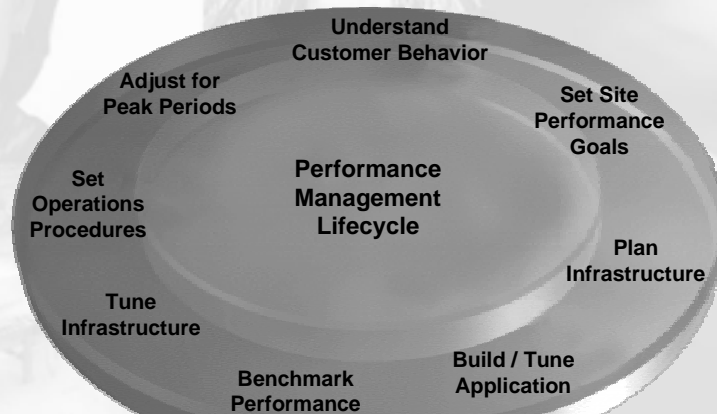 Understand
Customer Behavior
Set Site
Performance
Goals
Plan
Infrastructure
Build / Tune
Application
Benchmark
Performance
Tune
Infrastructure
Set
Operations
Procedures
Adjust for
Peak Periods
Performance
Management
Lifecycle